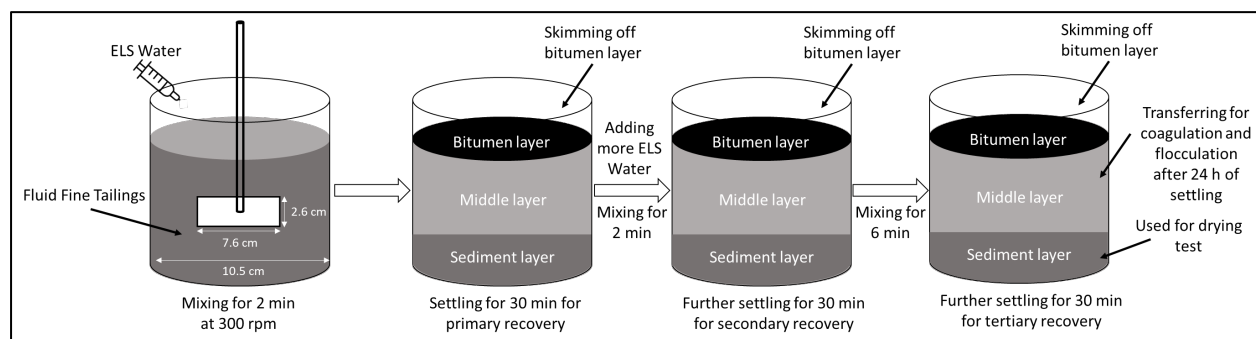 ELS Water
Fluid Fine Tailings
2.6 cm
7.6 cm
10.5 cm
Mixing for 2 min
at 300 rpm
Skimming off
bitumen layer
Bitumen layer
Middle layer
Sediment layer
Settling for 30 min for
primary recovery
Adding
more ELS
Water
Mixing for
2 min
Skimming off
bitumen layer
Bitumen layer
Middle layer
Sediment layer
Further settling for 30 min
for secondary recovery
Mixing for
6 min
Skimming off
bitumen layer
Bitumen layer
Middle layer
Sediment layer
Transferring for
coagulation and
flocculation
after 24 h of
settling
Used for drying
test
Further settling for 30 min
for tertiary recovery